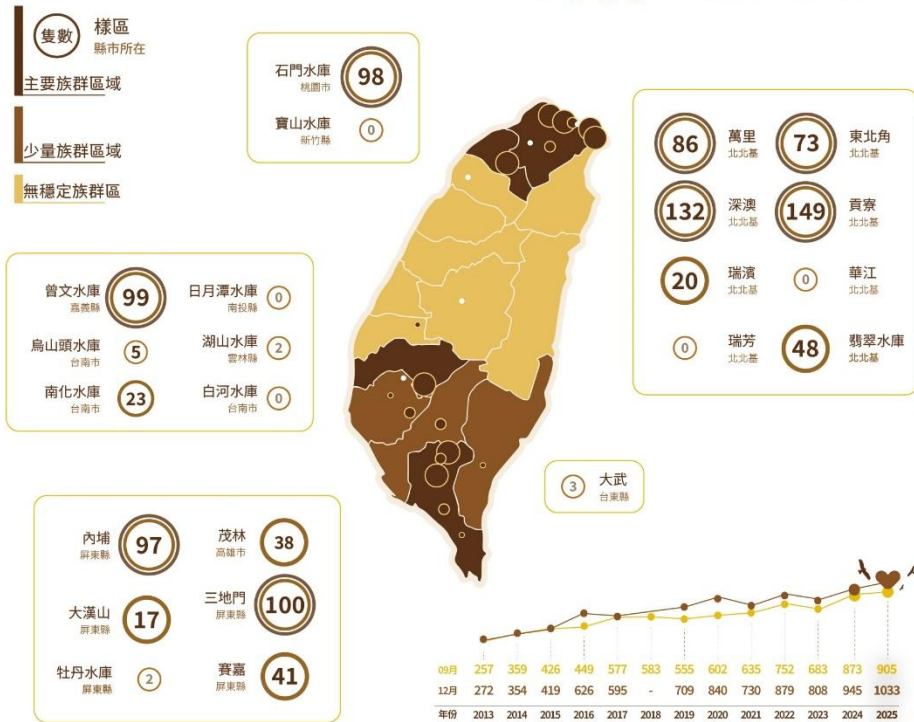 隻數
樣區
縣市所在
主要族群區域
少量族群區域
無穩定族群區
石門水庫
桃園市
98
寶山水庫
新竹縣
0
86
萬里
北北基
73
東北角
北北基
132
深澳
北北基
149
貢寮
北北基
20
瑞濱
北北基
0
華江
北北基
0
瑞芳
北北基
48
翡翠水庫
北北基
曾文水庫
嘉義縣
99
日月潭水庫
南投縣
0
烏山頭水庫
台南市
5
湖山水庫
雲林縣
2
南化水庫
台南市
23
白河水庫
台南市
0
3
大武
台東縣
內埔
屏東縣
97
茂林
高雄市
38
大漢山
屏東縣
17
三地門
屏東縣
100
牡丹水庫
屏東縣
2
賽嘉
屏東縣
41
09月 257 359 426 449 577 583 555 602 635 752 683 873 905
12月 272 354 419 626 595 - 709 840 730 879 808 945 1033
年份 2013 2014 2015 2016 2017 2018 2019 2020 2021 2022 2023 2024 2025